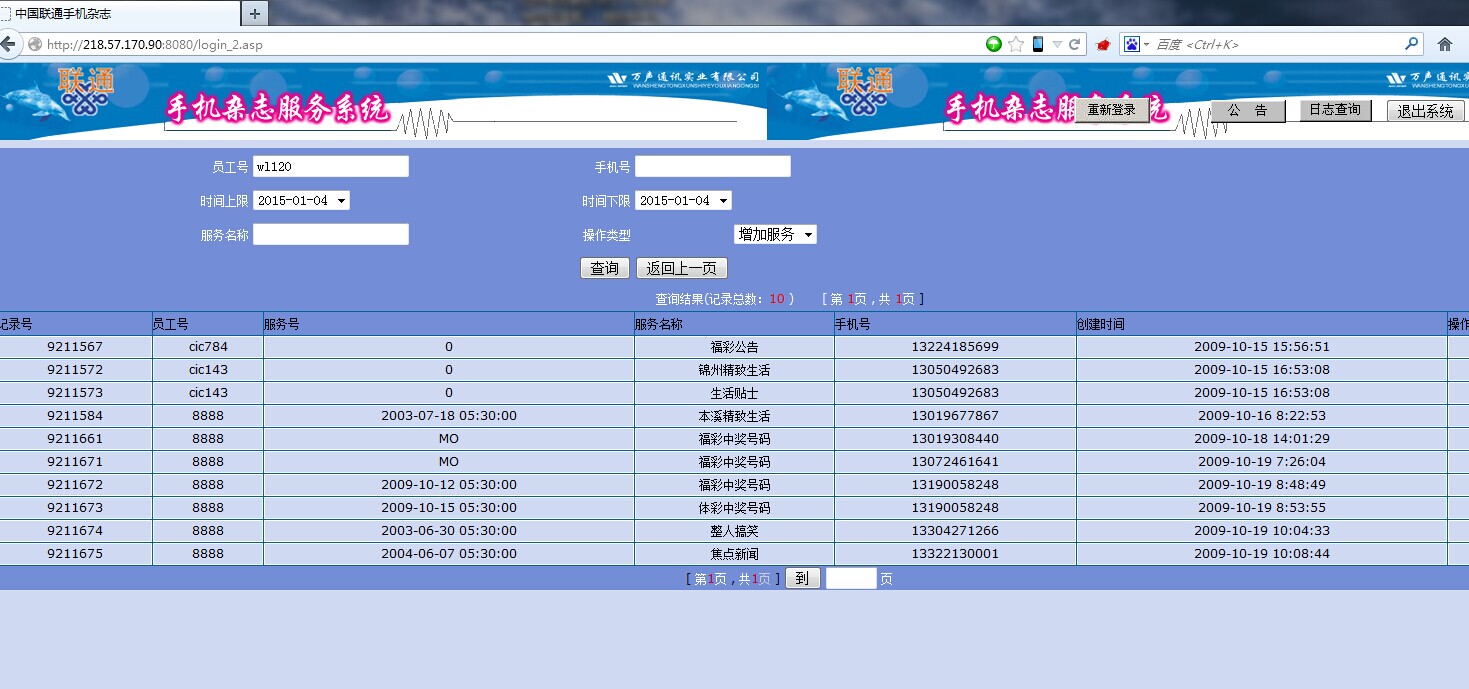 中国联通手机杂志
http://218.57.170.90:8080/login_2.asp
百度 <Ctrl+K>
联通 万声通讯实业有限公司 联通 万声通讯实
WANSHENGTONGXUNSHIYEYOUXIANGONGSI
手机杂志服务系统 手机杂志服 统 重新登录 公 告 日志查询 退出系统
员工号 wl120 手机号
时间上限 2015-01-04 时间下限 2015-01-04
服务名称 操作类型 增加服务
查询 返回上一页
查询结果(记录总数: 10 ) [ 第 1页 , 共 1页 ]
记录号 员工号 服务号 服务名称 手机号 创建时间 操作
9211567 cic784 0 福彩公告 13224185699 2009-10-15 15:56:51
9211572 cic143 0 锦州精致生活 13050492683 2009-10-15 16:53:08
9211573 cic143 0 生活贴士 13050492683 2009-10-15 16:53:08
9211584 8888 2003-07-18 05:30:00 本溪精致生活 13019677867 2009-10-16 8:22:53
9211661 8888 MO 福彩中奖号码 13019308440 2009-10-18 14:01:29
9211671 8888 MO 福彩中奖号码 13072461641 2009-10-19 7:26:04
9211672 8888 2009-10-12 05:30:00 福彩中奖号码 13190058248 2009-10-19 8:48:49
9211673 8888 2009-10-15 05:30:00 体彩中奖号码 13190058248 2009-10-19 8:53:55
9211674 8888 2003-06-30 05:30:00 整人搞笑 13304271266 2009-10-19 10:04:33
9211675 8888 2004-06-07 05:30:00 焦点新闻 13322130001 2009-10-19 10:08:44
[ 第1页 , 共1页 ] 到 页